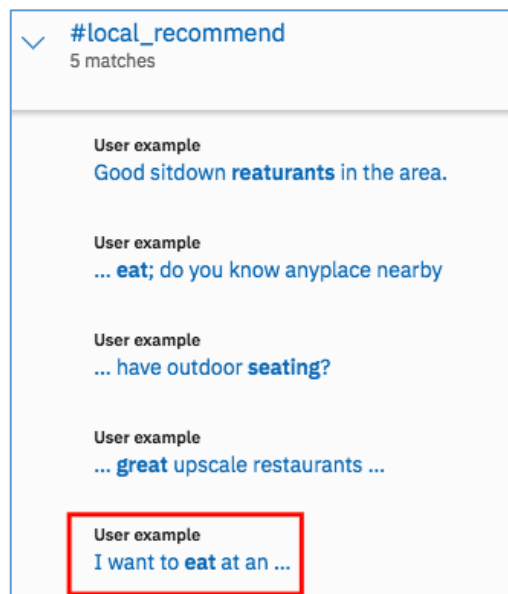 #local_recommend
5 matches
User example
Good sitdown reaturants in the area.
User example
... eat; do you know anyplace nearby
User example
... have outdoor seating?
User example
... great upscale restaurants ...
User example
I want to eat at an ...